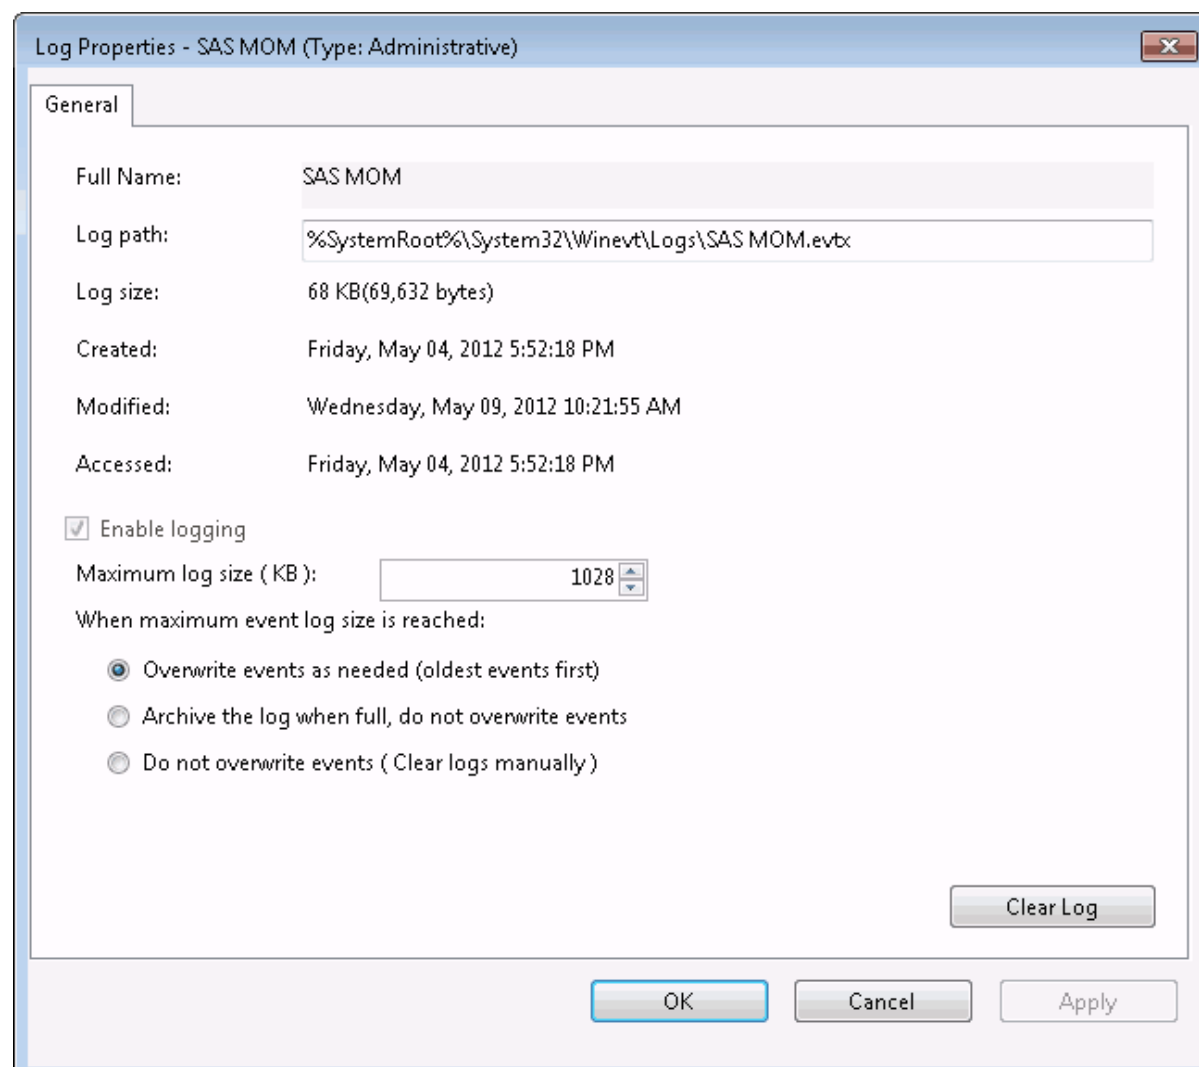 Log Properties - SAS MOM (Type: Administrative)
General
Full Name: SAS MOM
Log path: %SystemRoot%\System32\Winevt\Logs\SAS MOM.evtx
Log size: 68 KB(69,632 bytes)
Created: Friday, May 04, 2012 5:52:18 PM
Modified: Wednesday, May 09, 2012 10:21:55 AM
Accessed: Friday, May 04, 2012 5:52:18 PM
Enable logging
Maximum log size ( KB ): 1028
When maximum event log size is reached:
Overwrite events as needed (oldest events first)
Archive the log when full, do not overwrite events
Do not overwrite events ( Clear logs manually )
Clear Log
OK Cancel Apply